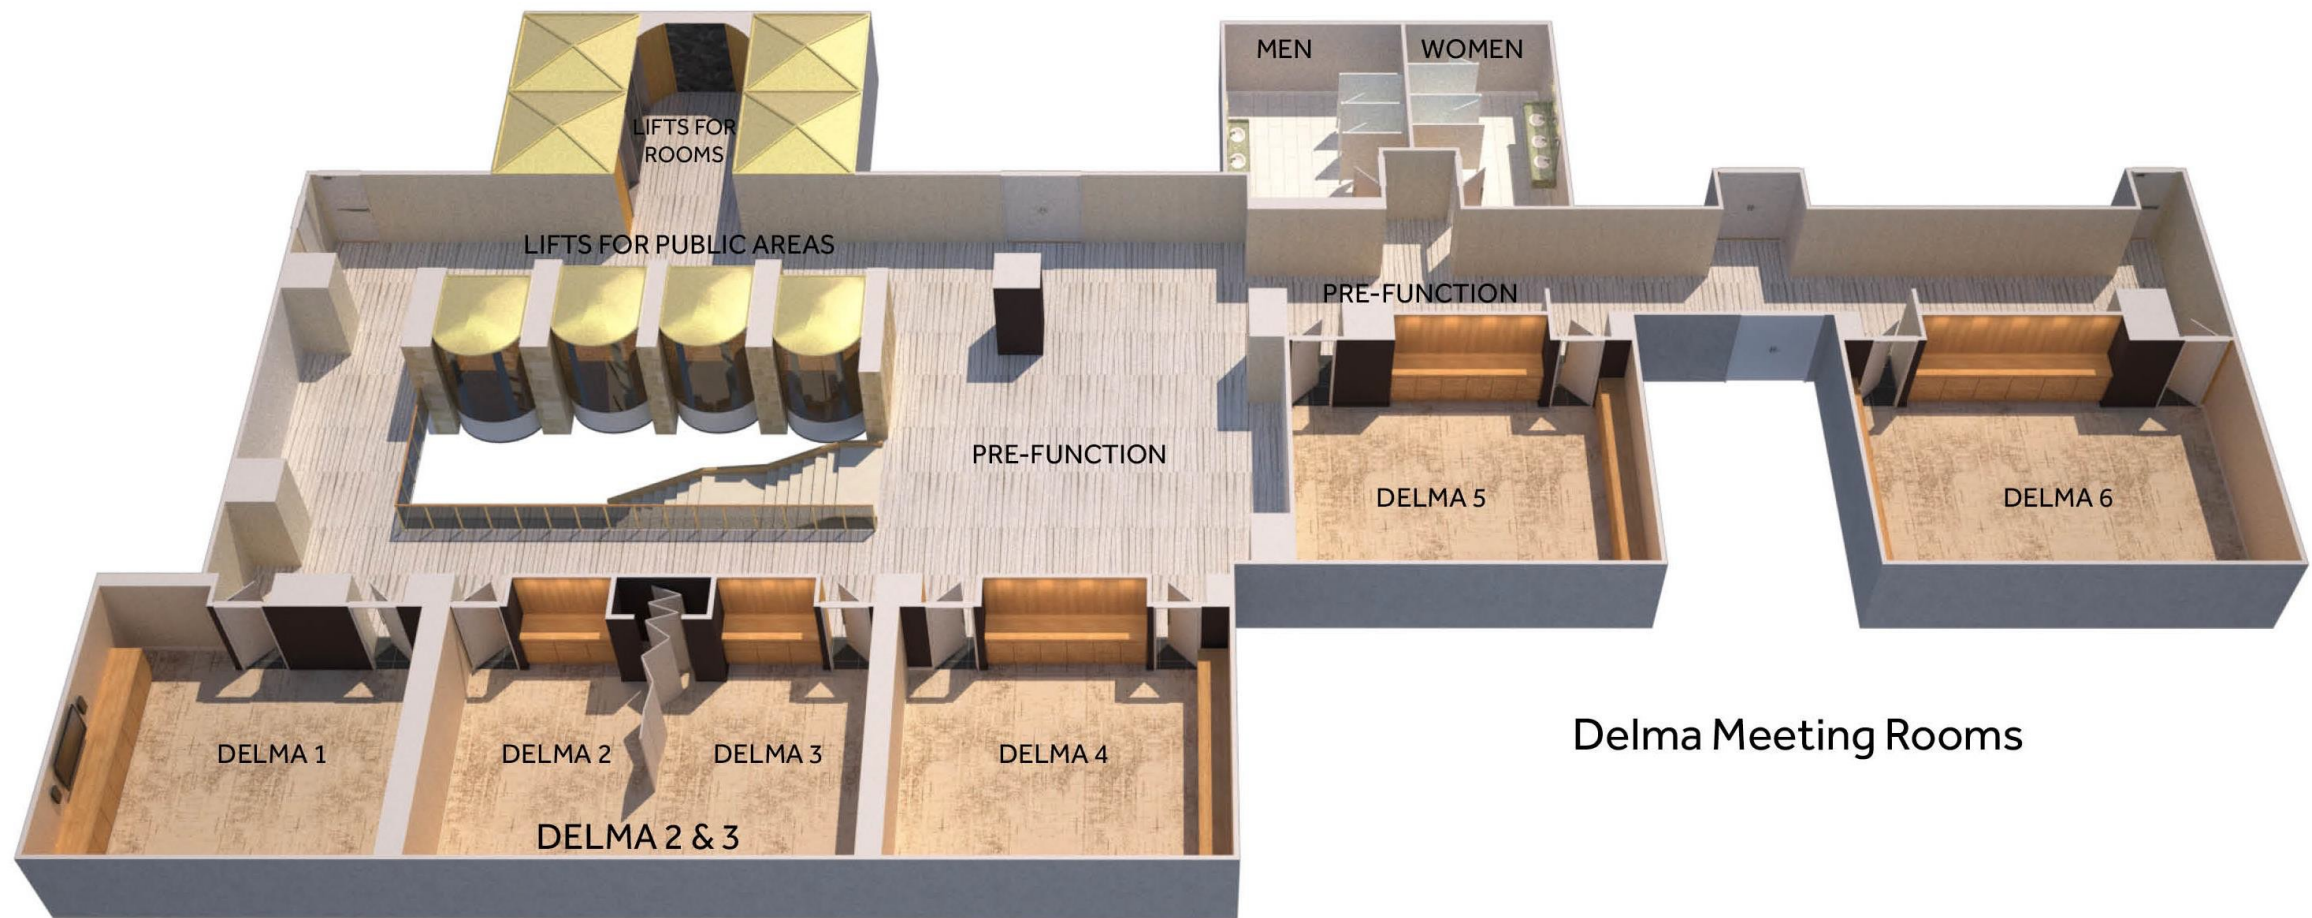 MEN
WOMEN
LIFTS FOR
ROOMS
LIFTS FOR PUBLIC AREAS
PRE-FUNCTION
PRE-FUNCTION
DELMA 5
DELMA 6
DELMA 1
DELMA 2
DELMA 3
DELMA 4
DELMA 2 & 3
Delma Meeting Rooms